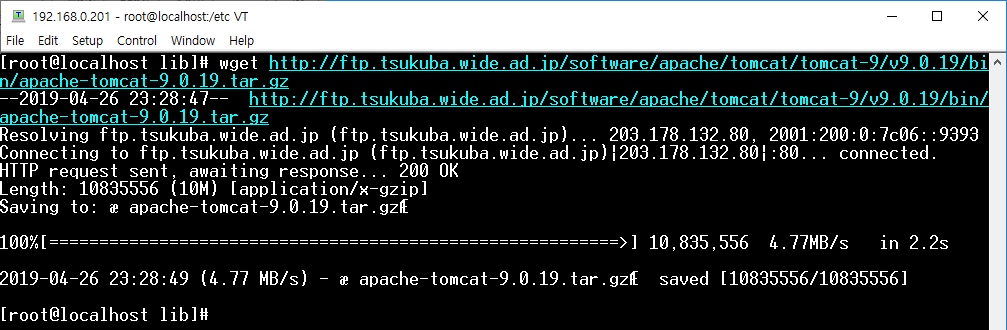 192.168.0.201 - root@localhost:/etc VT
File Edit Setup Control Window Help
[root@localhost lib]# wget http://ftp.tsukuba.wide.ad.jp/software/apache/tomcat/tomcat-9/v9.0.19/bi
n/apache-tomcat-9.0.19.tar.gz
--2019-04-26 23:28:47--  http://ftp.tsukuba.wide.ad.jp/software/apache/tomcat/tomcat-9/v9.0.19/bin/
apache-tomcat-9.0.19.tar.gz
Resolving ftp.tsukuba.wide.ad.jp (ftp.tsukuba.wide.ad.jp)... 203.178.132.80, 2001:200:0:7c06::9393
Connecting to ftp.tsukuba.wide.ad.jp (ftp.tsukuba.wide.ad.jp)|203.178.132.80|:80... connected.
HTTP request sent, awaiting response... 200 OK
Length: 10835556 (10M) [application/x-gzip]
Saving to: æ apache-tomcat-9.0.19.tar.gzÆ
100%[=========================================================>] 10,835,556  4.77MB/s   in 2.2s
2019-04-26 23:28:49 (4.77 MB/s) - æ apache-tomcat-9.0.19.tar.gzÆ  saved [10835556/10835556]
[root@localhost lib]#